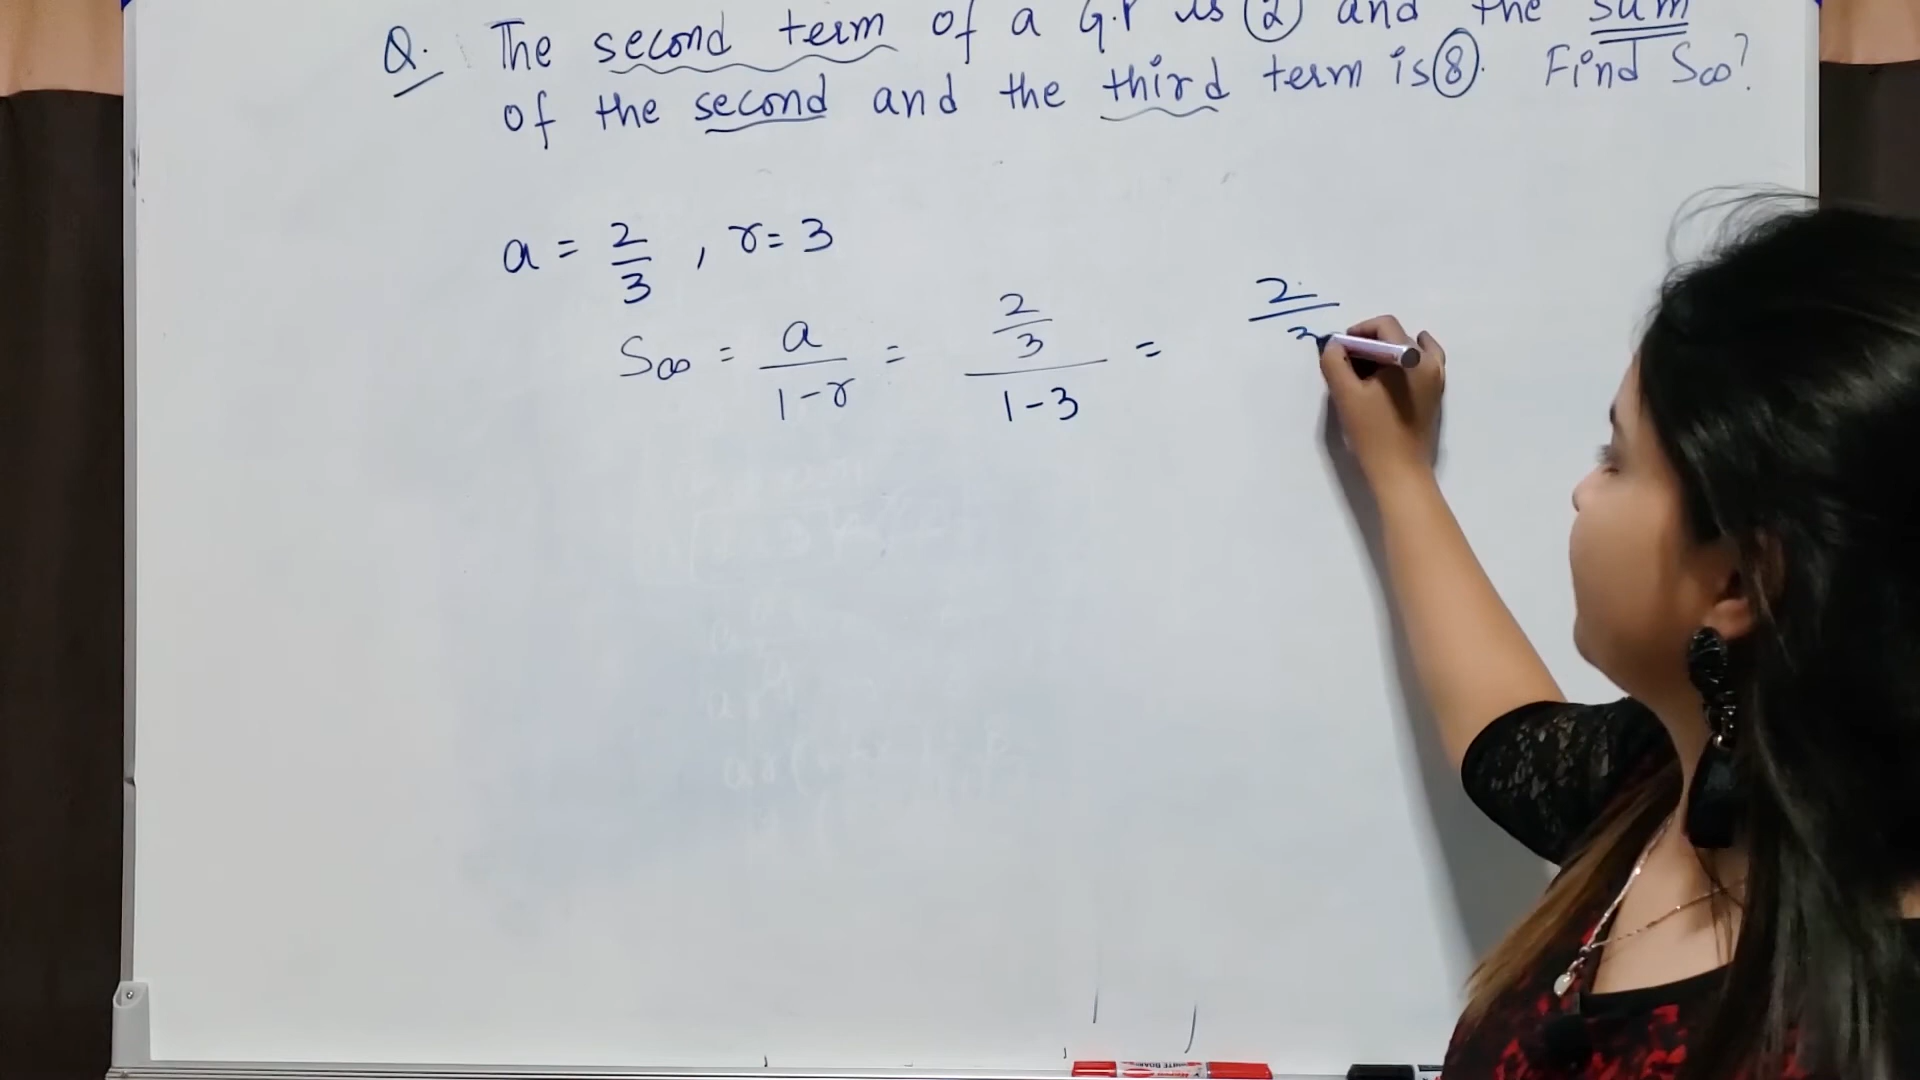 Q. The second term of a G.P is 2 and the sum
of the second and the third term is 8. Find S∞?
a = 2/3 , r = 3
S∞ = a/(1-r) = (2/3)/(1-3) = 2/